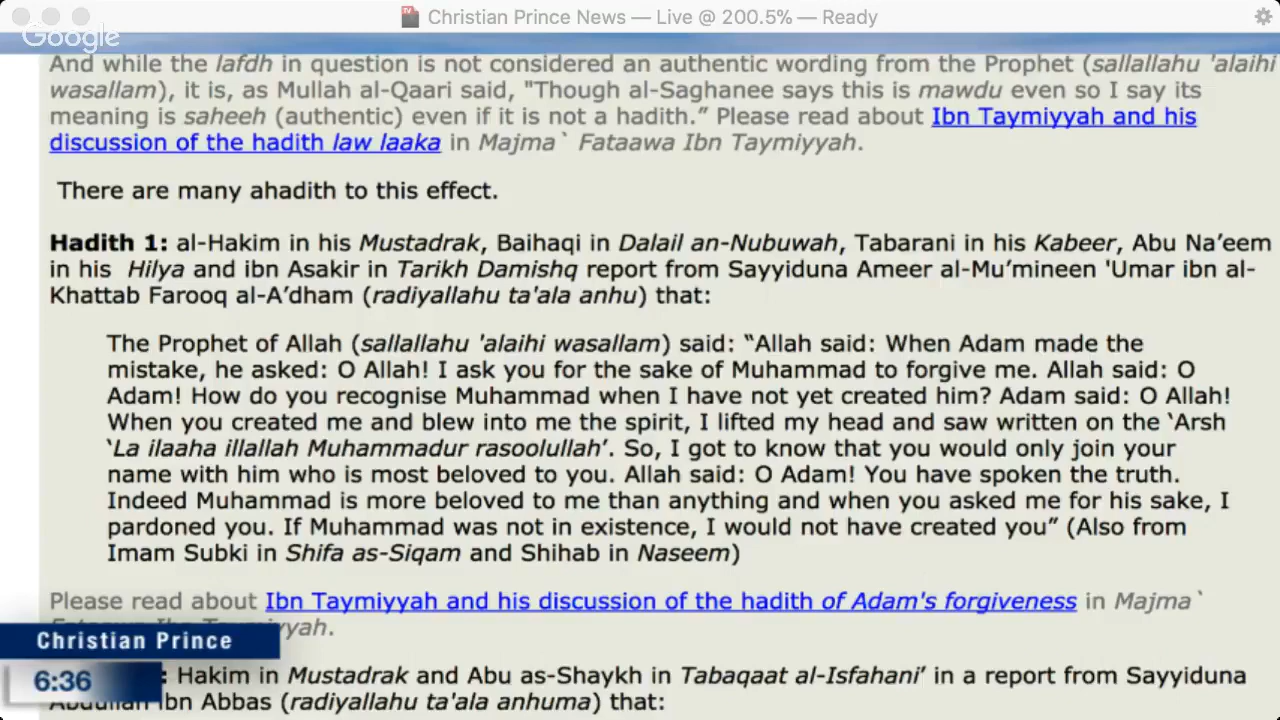 Christian Prince News — Live @ 200.5% — Ready
Google
And while the lafdh in question is not considered an authentic wording from the Prophet (sallallahu 'alaihi
wasallam), it is, as Mullah al-Qaari said, "Though al-Saghanee says this is mawdu even so I say its
meaning is saheeh (authentic) even if it is not a hadith.” Please read about Ibn Taymiyyah and his
discussion of the hadith law laaka in Majma` Fataawa Ibn Taymiyyah.
There are many ahadith to this effect.
Hadith 1: al-Hakim in his Mustadrak, Baihaqi in Dalail an-Nubuwah, Tabarani in his Kabeer, Abu Na’eem
in his Hilya and ibn Asakir in Tarikh Damishq report from Sayyiduna Ameer al-Mu’mineen ‘Umar ibn al-
Khattab Farooq al-A’dham (radiyallahu ta'ala anhu) that:
The Prophet of Allah (sallallahu 'alaihi wasallam) said: “Allah said: When Adam made the
mistake, he asked: O Allah! I ask you for the sake of Muhammad to forgive me. Allah said: O
Adam! How do you recognise Muhammad when I have not yet created him? Adam said: O Allah!
When you created me and blew into me the spirit, I lifted my head and saw written on the ‘Arsh
‘La ilaaha illallah Muhammadur rasoolullah’. So, I got to know that you would only join your
name with him who is most beloved to you. Allah said: O Adam! You have spoken the truth.
Indeed Muhammad is more beloved to me than anything and when you asked me for his sake, I
pardoned you. If Muhammad was not in existence, I would not have created you” (Also from
Imam Subki in Shifa as-Siqam and Shihab in Naseem)
Please read about Ibn Taymiyyah and his discussion of the hadith of Adam's forgiveness in Majma`
Christian Prince
6:36
: Hakim in Mustadrak and Abu as-Shaykh in Tabaqaat al-Isfahani’ in a report from Sayyiduna
ibn Abbas (radiyallahu ta'ala anhuma) that: